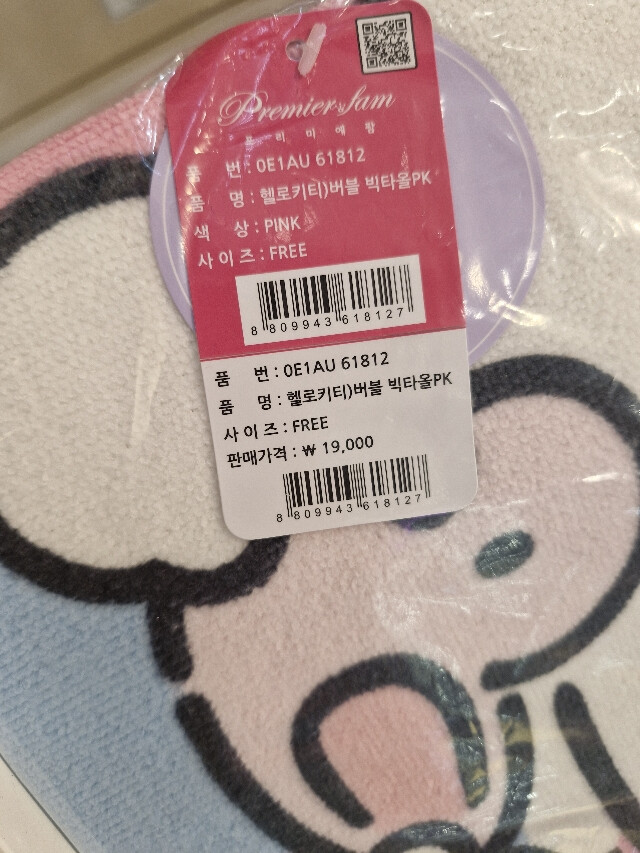 Premier fam
프리미에팜
품 번 : 0E1AU 61812
품 명 : 헬로키티)버블 빅타올PK
색 상 : PINK
사 이 즈 : FREE
8 809943 618127
품 번 : 0E1AU 61812
품 명 : 헬로키티)버블 빅타올PK
사 이 즈 : FREE
판매가격 : ₩ 19,000
8 809943 618127